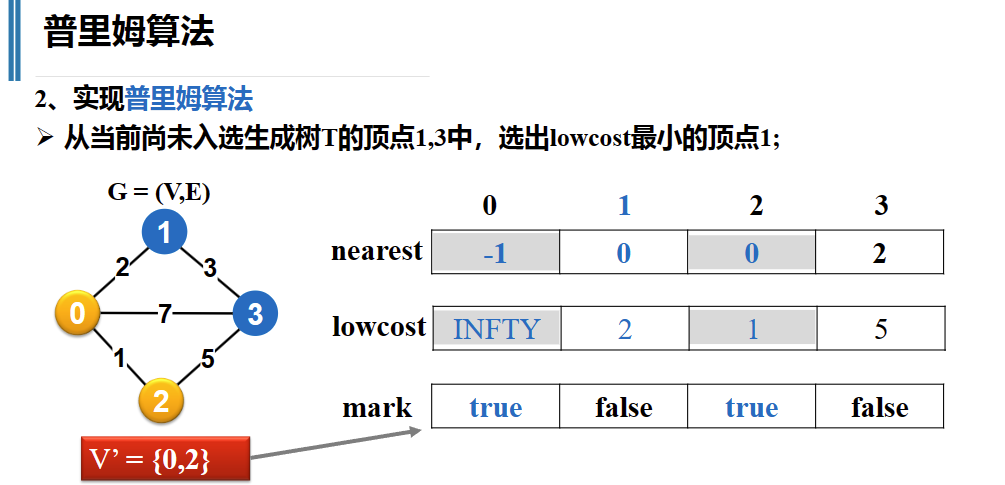 普里姆算法
2、实现普里姆算法
➢ 从当前尚未入选生成树T的顶点1,3中，选出lowcost最小的顶点1;
G = (V,E)
1
2 3
0 7 3
1 5
2
V’ = {0,2}
0 1 2 3
nearest -1 0 0 2
lowcost INFTY 2 1 5
mark true false true false